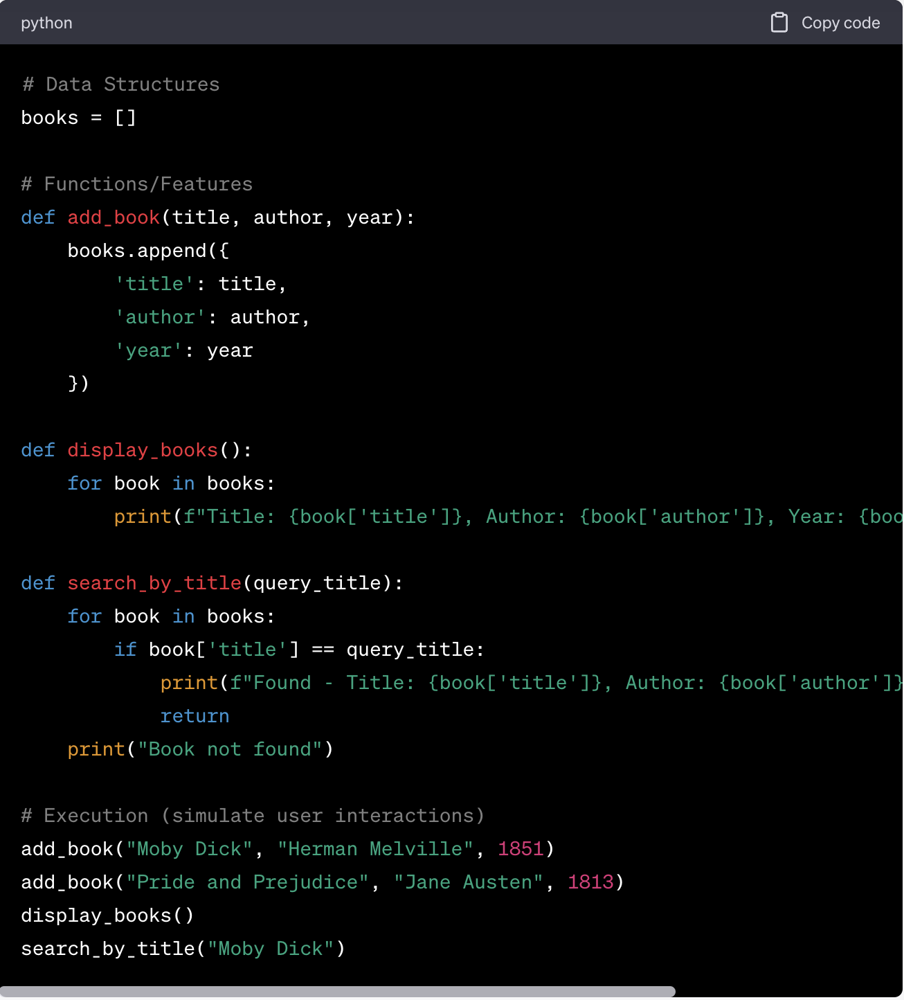 python
Copy code
# Data Structures
books = []
# Functions/Features
def add_book(title, author, year):
    books.append({
        'title': title,
        'author': author,
        'year': year
    })
def display_books():
    for book in books:
        print(f"Title: {book['title']}, Author: {book['author']}, Year: {boo
def search_by_title(query_title):
    for book in books:
        if book['title'] == query_title:
            print(f"Found - Title: {book['title']}, Author: {book['author']}
            return
    print("Book not found")
# Execution (simulate user interactions)
add_book("Moby Dick", "Herman Melville", 1851)
add_book("Pride and Prejudice", "Jane Austen", 1813)
display_books()
search_by_title("Moby Dick")